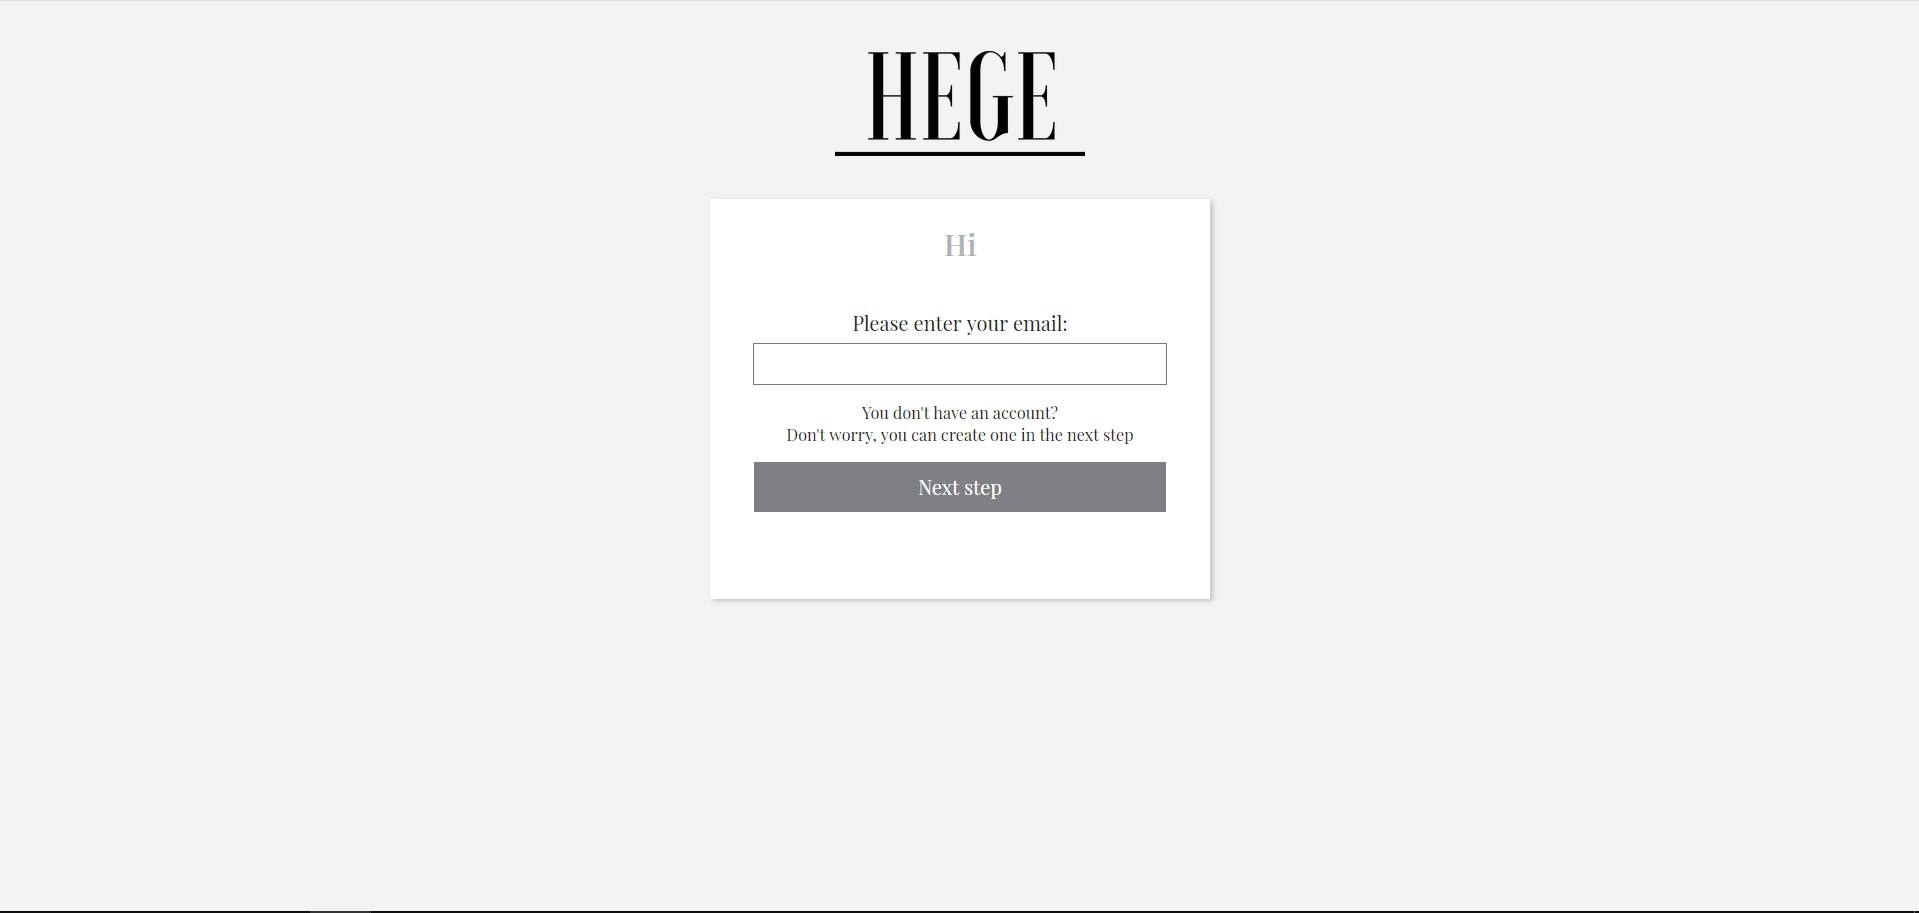 HEGE
Hi
Please enter your email:
You don't have an account?
Don't worry, you can create one in the next step
Next step